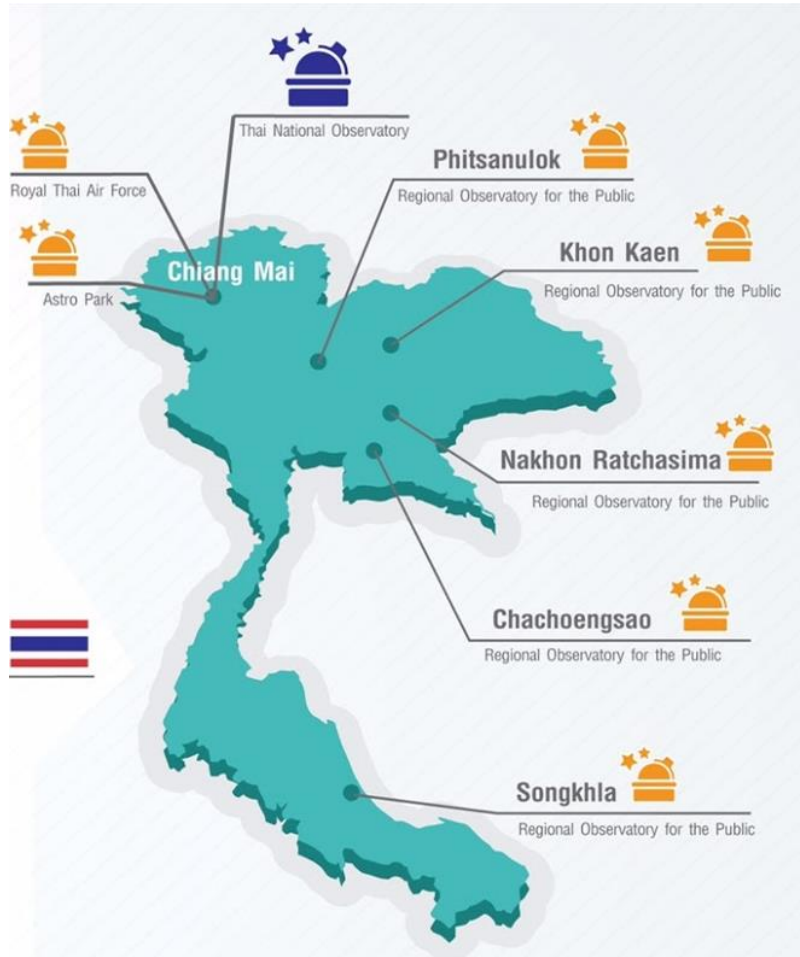 Thai National Observatory
Royal Thai Air Force
Phitsanulok
Regional Observatory for the Public
Khon Kaen
Regional Observatory for the Public
Chiang Mai
Astro Park
Nakhon Ratchasima
Regional Observatory for the Public
Chachoengsao
Regional Observatory for the Public
Songkhla
Regional Observatory for the Public